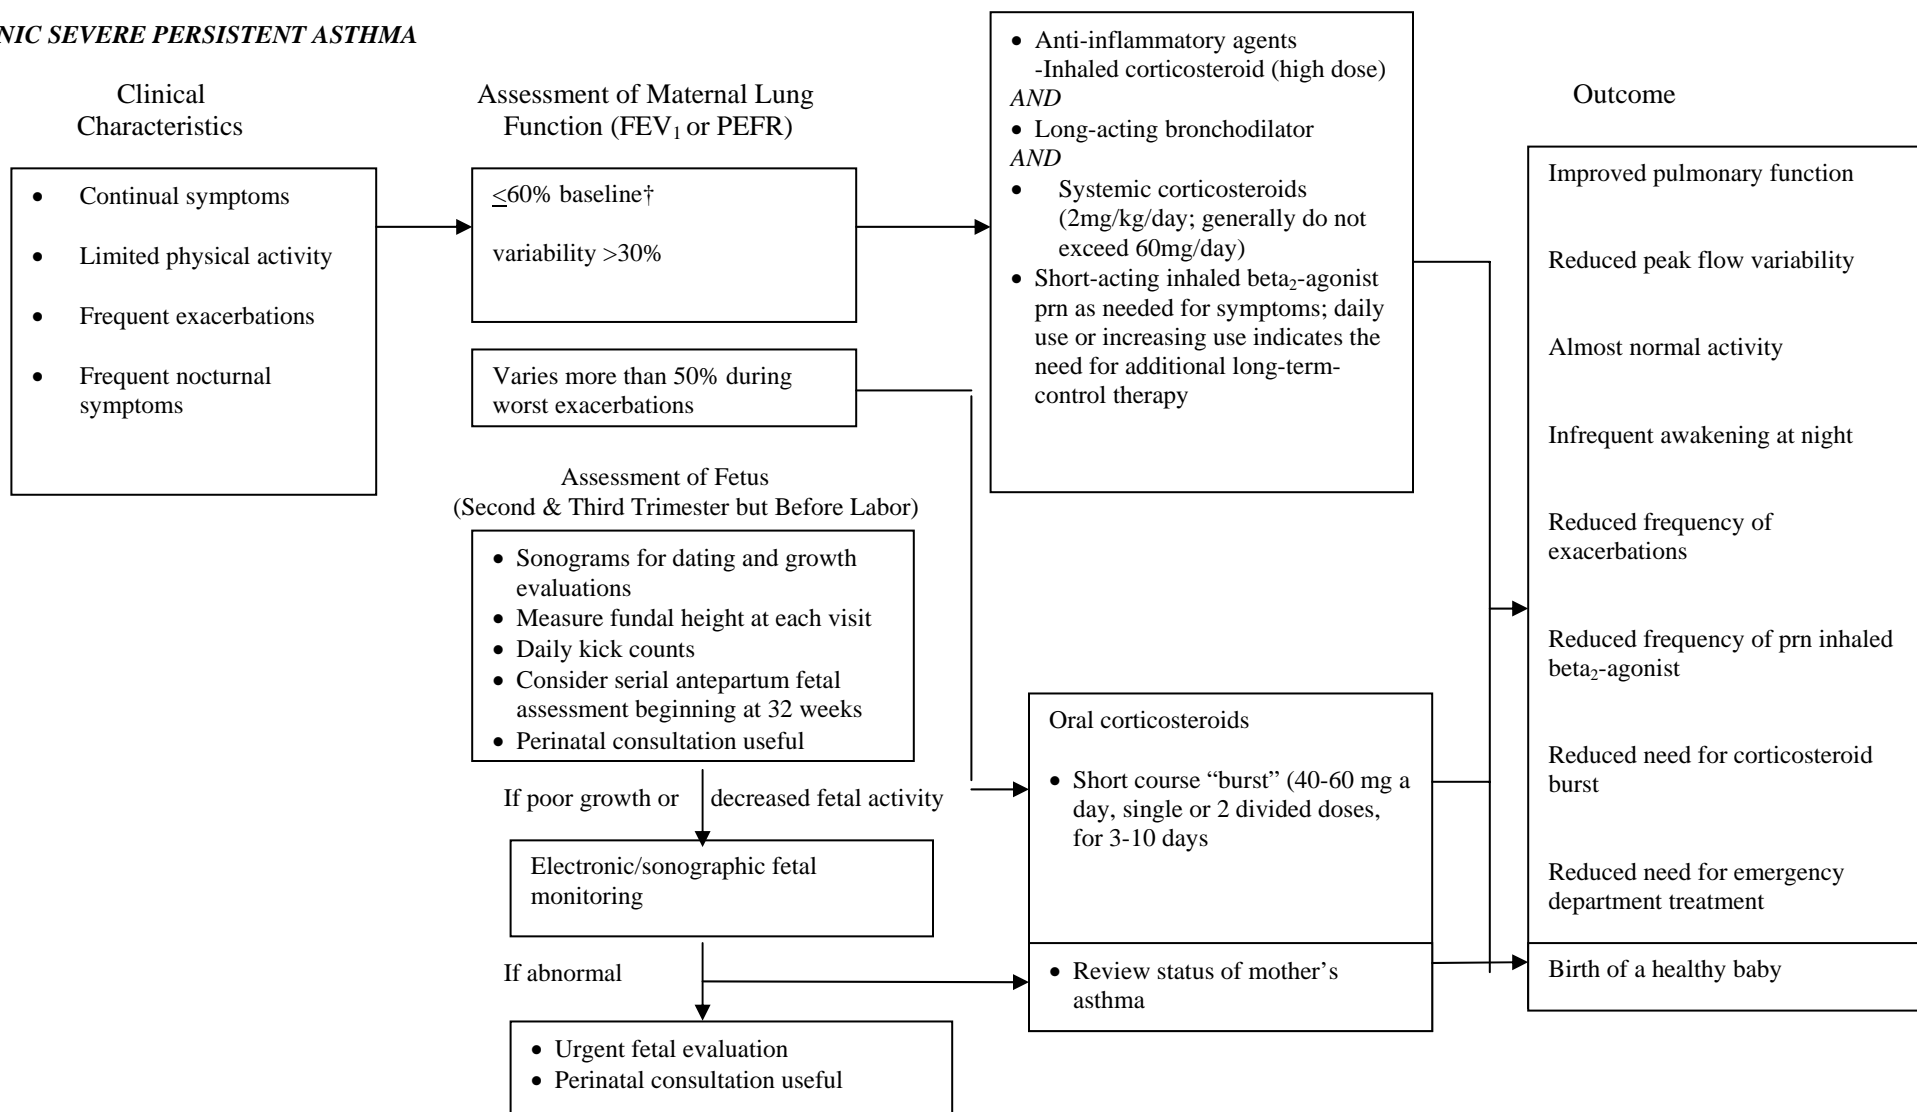 NIC SEVERE PERSISTENT ASTHMA
Clinical
Characteristics
• Continual symptoms
• Limited physical activity
• Frequent exacerbations
• Frequent nocturnal
symptoms
Assessment of Maternal Lung
Function (FEV₁ or PEFR)
≤60% baseline†
variability >30%
Varies more than 50% during
worst exacerbations
Assessment of Fetus
(Second & Third Trimester but Before Labor)
• Sonograms for dating and growth
evaluations
• Measure fundal height at each visit
• Daily kick counts
• Consider serial antepartum fetal
assessment beginning at 32 weeks
• Perinatal consultation useful
If poor growth or decreased fetal activity
Electronic/sonographic fetal
monitoring
If abnormal
• Urgent fetal evaluation
• Perinatal consultation useful
• Anti-inflammatory agents
-Inhaled corticosteroid (high dose)
AND
• Long-acting bronchodilator
AND
• Systemic corticosteroids
(2mg/kg/day; generally do not
exceed 60mg/day)
• Short-acting inhaled beta₂-agonist
prn as needed for symptoms; daily
use or increasing use indicates the
need for additional long-term-
control therapy
Oral corticosteroids
• Short course “burst” (40-60 mg a
day, single or 2 divided doses,
for 3-10 days
• Review status of mother’s
asthma
Outcome
Improved pulmonary function
Reduced peak flow variability
Almost normal activity
Infrequent awakening at night
Reduced frequency of
exacerbations
Reduced frequency of prn inhaled
beta₂-agonist
Reduced need for corticosteroid
burst
Reduced need for emergency
department treatment
Birth of a healthy baby